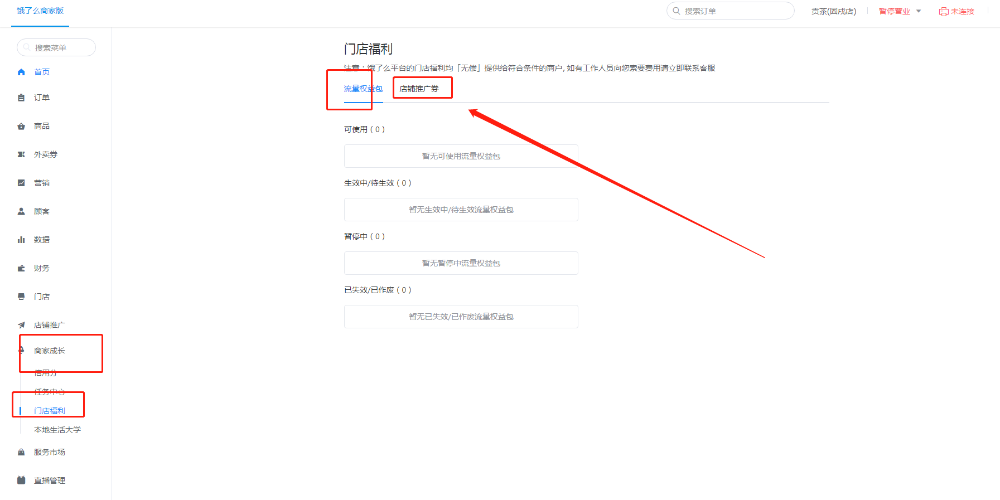 饿了么商家版
搜索订单
贡茶(固戍店)
暂停营业
未连接
搜索菜单
首页
订单
商品
外卖券
营销
顾客
数据
财务
门店
店铺推广
商家成长
信用分
任务中心
门店福利
本地生活大学
服务市场
直播管理
门店福利
注意：饿了么平台的门店福利均「无偿」提供给符合条件的商户, 如有工作人员向您索要费用请立即联系客服
流量权益包 店铺推广券
可使用 ( 0 )
暂无可使用流量权益包
生效中/待生效 ( 0 )
暂无生效中/待生效流量权益包
暂停中 ( 0 )
暂无暂停中流量权益包
已失效/已作废 ( 0 )
暂无已失效/已作废流量权益包